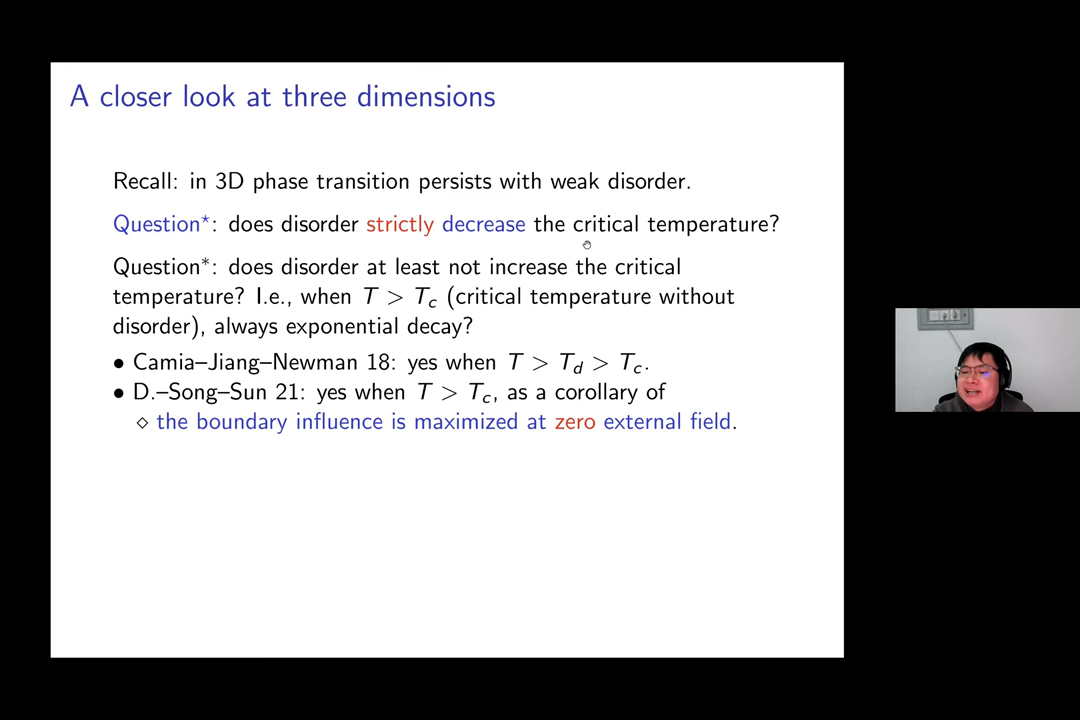 A closer look at three dimensions
Recall: in 3D phase transition persists with weak disorder.
Question*: does disorder strictly decrease the critical temperature?
Question*: does disorder at least not increase the critical
temperature? I.e., when T > T_c (critical temperature without
disorder), always exponential decay?
• Camia–Jiang–Newman 18: yes when T > T_d > T_c.
• D.–Song–Sun 21: yes when T > T_c, as a corollary of
⋄ the boundary influence is maximized at zero external field.